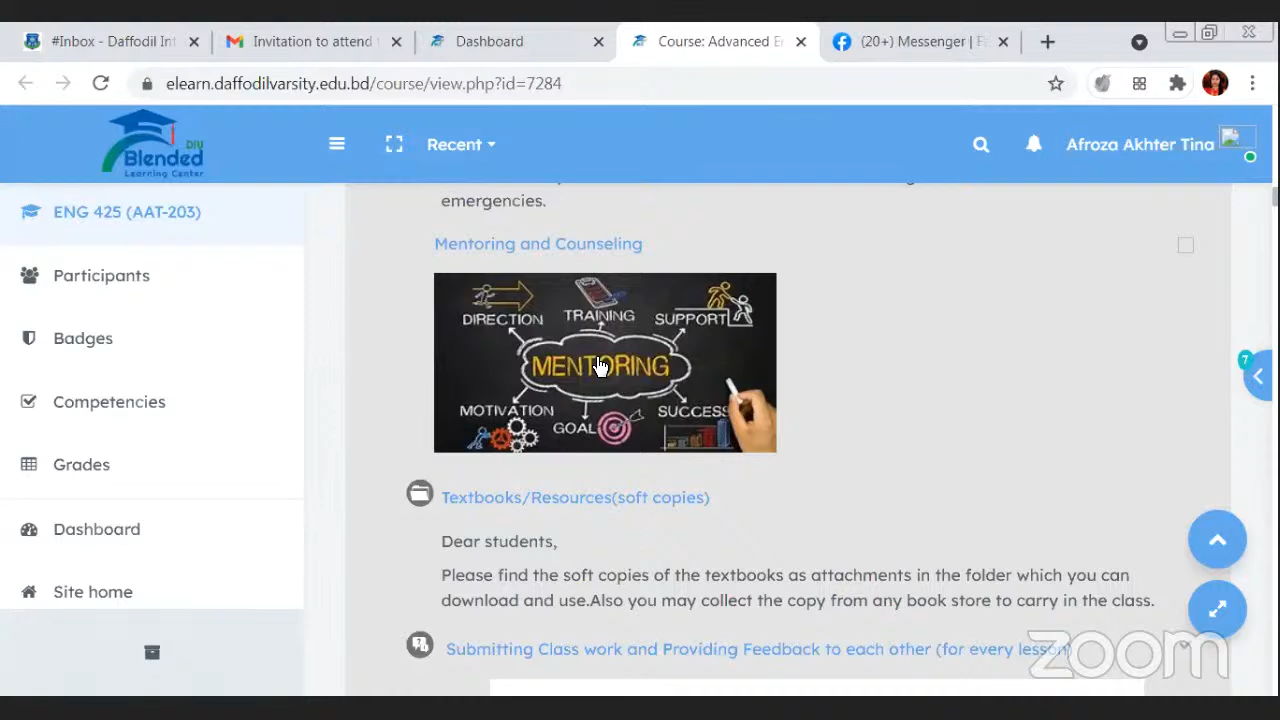 #Inbox - Daffodil Int
Invitation to attend
Dashboard
Course: Advanced En
(20+) Messenger |
elearn.daffodilvarsity.edu.bd/course/view.php?id=7284
DIU
Blended
Learning Center
Recent
Afroza Akhter Tina
ENG 425 (AAT-203)
Participants
Badges
Competencies
Grades
Dashboard
Site home
emergencies.
Mentoring and Counseling
DIRECTION
TRAINING
SUPPORT
MENTORING
MOTIVATION
GOAL
SUCCESS
7
Textbooks/Resources(soft copies)
Dear students,
Please find the soft copies of the textbooks as attachments in the folder which you can
download and use.Also you may collect the copy from any book store to carry in the class.
Submitting Class work and Providing Feedback to each other (for every lesson)
zoom